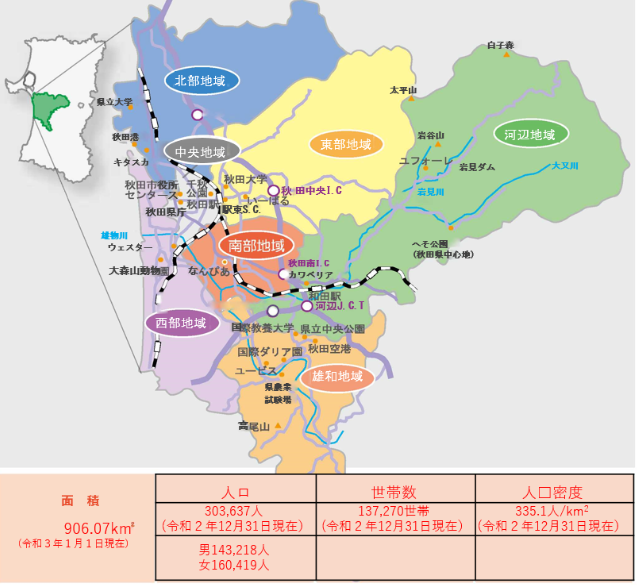 白子森
北部地域
太平山
県立大学
河辺地域
秋田港
岩谷山
東部地域
中央地域
キタスカ
ユフォーレ
岩見ダム
大又川
秋田大学
秋田市役所
千秋
公園
岩見川
センタース
秋田中央I.C
いーぱる
秋田駅
駅東S.C.
秋田県庁
雄物川
南部地域
へそ公園
(秋田県中心地)
ウェスター
秋田南I.C
大森山動物園
なんぴあ
カワベリア
和田駅
河辺J.C.T
西部地域
国際教養大学
県立中央公園
国際ダリア園
秋田空港
ユービス
雄和地域
県農業
試験場
高尾山
面 積
906.07k㎡
(令和３年１月１日現在)
人口
世帯数
人口密度
303,637人
(令和２年12月31日現在)
137,270世帯
(令和２年12月31日現在)
335.1人/km²
(令和２年12月31日現在)
男143,218人
女160,419人